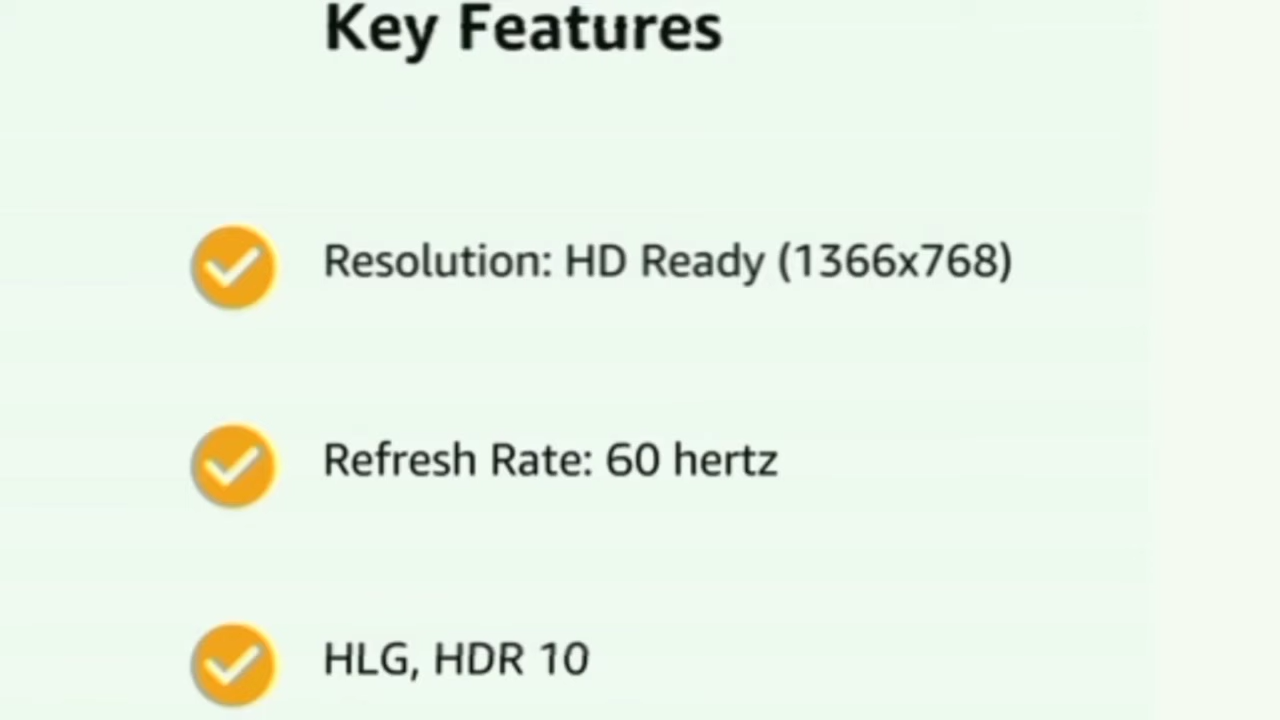 Key Features
Resolution: HD Ready (1366x768)
Refresh Rate: 60 hertz
HLG, HDR 10